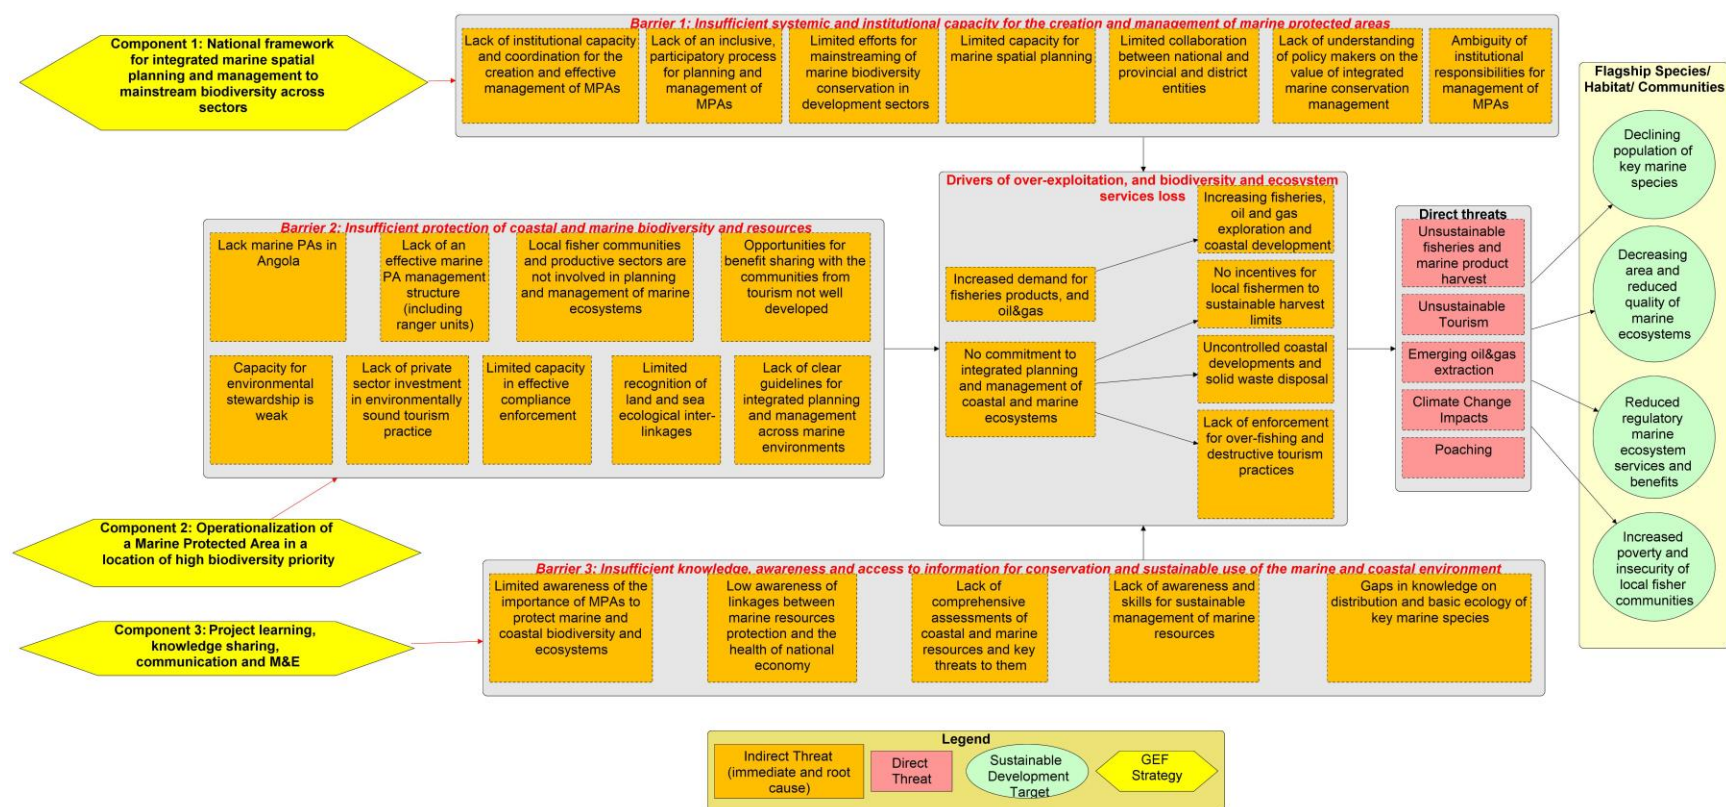 Component 1: National framework
for integrated marine spatial
planning and management to
mainstream biodiversity across
sectors
Barrier 1: Insufficient systemic and institutional capacity for the creation and management of marine protected areas
Lack of institutional capacity
and coordination for the
creation and effective
management of MPAs
Lack of an inclusive,
participatory process
for planning and
management of
MPAs
Limited efforts for
mainstreaming of
marine biodiversity
conservation in
development sectors
Limited capacity for
marine spatial planning
Limited collaboration
between national and
provincial and district
entities
Lack of understanding
of policy makers on the
value of integrated
marine conservation
management
Ambiguity of
institutional
responsibilities for
management of
MPAs
Flagship Species/
Habitat/ Communities
Declining
population of
key marine
species
Decreasing
area and
reduced
quality of
marine
ecosystems
Reduced
regulatory
marine
ecosystem
services and
benefits
Increased
poverty and
insecurity of
local fisher
communities
Barrier 2: Insufficient protection of coastal and marine biodiversity and resources
Lack marine PAs in
Angola
Lack of an
effective marine
PA management
structure
(including
ranger units)
Local fisher communities
and productive sectors are
not involved in planning
and management of marine
ecosystems
Opportunities for
benefit sharing with the
communities from
tourism not well
developed
Capacity for
environmental
stewardship is
weak
Lack of private
sector investment
in environmentally
sound tourism
practice
Limited capacity
in effective
compliance
enforcement
Limited
recognition of
land and sea
ecological inter-
linkages
Lack of clear
guidelines for
integrated planning
and management
across marine
environments
Drivers of over-exploitation, and biodiversity and ecosystem
services loss
Increased demand for
fisheries products, and
oil&gas
No commitment to
integrated planning
and management of
coastal and marine
ecosystems
Increasing fisheries,
oil and gas
exploration and
coastal development
No incentives for
local fishermen to
sustainable harvest
limits
Uncontrolled coastal
developments and
solid waste disposal
Lack of enforcement
for over-fishing and
destructive tourism
practices
Direct threats
Unsustainable
fisheries and
marine product
harvest
Unsustainable
Tourism
Emerging oil&gas
extraction
Climate Change
Impacts
Poaching
Component 2: Operationalization of
a Marine Protected Area in a
location of high biodiversity priority
Component 3: Project learning,
knowledge sharing,
communication and M&E
Barrier 3: Insufficient knowledge, awareness and access to information for conservation and sustainable use of the marine and coastal environment
Limited awareness of the
importance of MPAs to
protect marine and
coastal biodiversity and
ecosystems
Low awareness of
linkages between
marine resources
protection and the
health of national
economy
Lack of
comprehensive
assessments of
coastal and marine
resources and key
threats to them
Lack of awareness and
skills for sustainable
management of marine
resources
Gaps in knowledge on
distribution and basic ecology of
key marine species
Legend
Indirect Threat
(immediate and root
cause)
Direct
Threat
Sustainable
Development
Target
GEF
Strategy